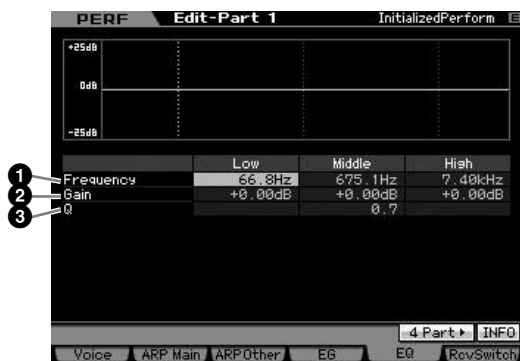 PERF Edit-Part 1 InitializedPerform
+25dB
0dB
-25dB
Low Middle High
1 Frequency 66.8Hz 675.1Hz 7.40kHz
2 Gain +0.00dB +0.00dB +0.00dB
3 Q 0.7
4 Part INFO
Voice ARP Main ARP Other EG EQ RcvSwitch